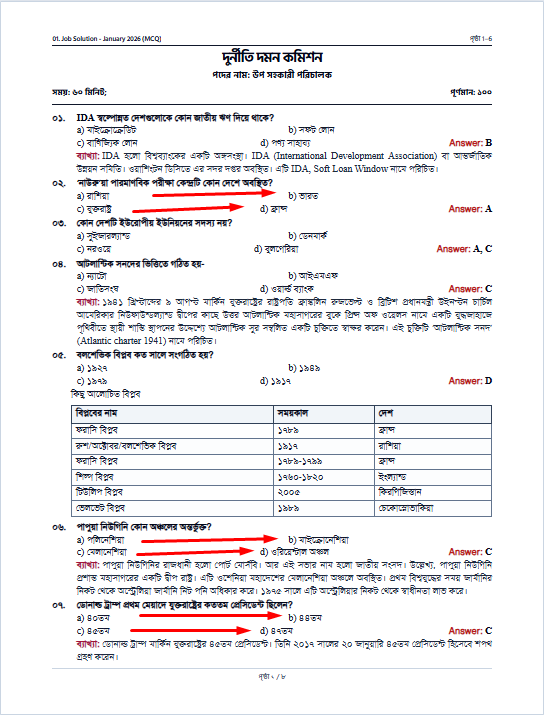 01. Job Solution - January 2026 (MCQ) পৃষ্ঠা 1–6
দুর্নীতি দমন কমিশন
পদের নাম: উপ সহকারী পরিচালক
সময়: ৬০ মিনিট; পূর্ণমান: ১০০
০১. IDA স্বল্পোন্নত দেশগুলোকে কোন জাতীয় ঋণ দিয়ে থাকে?
a) মাইক্রোক্রেডিট b) সফট লোন
c) বাণিজ্যিক লোন d) পণ্য সাহায্য Answer: B
ব্যাখ্যা: IDA হলো বিশ্বব্যাংকের একটি অঙ্গসংস্থা। IDA (International Development Association) বা আন্তর্জাতিক
উন্নয়ন সমিতি। ওয়াশিংটন ডিসিতে এর সদর দপ্তর অবস্থিত। এটি IDA, Soft Loan Window নামে পরিচিত।
০২. 'নাউরু'য়া পারমাণবিক পরীক্ষা কেন্দ্রটি কোন দেশে অবস্থিত?
a) রাশিয়া b) ভারত
c) যুক্তরাষ্ট্র d) ফ্রান্স Answer: A
০৩. কোন দেশটি ইউরোপীয় ইউনিয়নের সদস্য নয়?
a) সুইজারল্যান্ড b) ডেনমার্ক
c) নরওয়ে d) বুলগেরিয়া Answer: A, C
০৪. আটলান্টিক সনদের ভিত্তিতে গঠিত হয়-
a) ন্যাটো b) আইএমএফ
c) জাতিসংঘ d) ওয়ার্ল্ড ব্যাংক Answer: C
ব্যাখ্যা: ১৯৪১ খ্রিস্টাব্দের ৯ আগস্ট মার্কিন যুক্তরাষ্ট্রের রাষ্ট্রপতি ফ্রাঙ্কলিন রুজভেল্ট ও ব্রিটিশ প্রধানমন্ত্রী উইনস্টন চার্চিল
আমেরিকার নিউফাউন্ডল্যান্ড দ্বীপের কাছে উত্তর আটলান্টিক মহাসাগরের বুকে প্রিন্স অফ ওয়েলস নামে একটি যুদ্ধজাহাজে
পৃথিবীতে স্থায়ী শান্তি স্থাপনের উদ্দেশ্যে আটলান্টিক সুর সম্বলিত একটি চুক্তিতে স্বাক্ষর করেন। এই চুক্তিটি 'আটলান্টিক সনদ'
(Atlantic charter 1941) নামে পরিচিত।
০৫. বলশেভিক বিপ্লব কত সালে সংগঠিত হয়?
a) ১৯২৭ b) ১৯৪৯
c) ১৯৭৯ d) ১৯১৭ Answer: D
কিছু আলোচিত বিপ্লব
বিপ্লবের নাম সময়কাল দেশ
ফরাসি বিপ্লব ১৭৮৯ ফ্রান্স
রুশ/অক্টোবর/বলশেভিক বিপ্লব ১৯১৭ রাশিয়া
ফরাসি বিপ্লব ১৭৮৯-১৭৯৯ ফ্রান্স
শিল্প বিপ্লব ১৭৬০-১৮২০ ইংল্যান্ড
টিউলিপ বিপ্লব ২০০৫ কিরগিজিস্তান
ভেলভেট বিপ্লব ১৯৮৯ চেকোস্লোভাকিয়া
০৬. পাপুয়া নিউগিনি কোন অঞ্চলের অন্তর্ভুক্ত?
a) পলিনেশিয়া b) মাইক্রোনেশিয়া
c) মেলানেশিয়া d) ওরিয়েন্টাল অঞ্চল Answer: C
ব্যাখ্যা: পাপুয়া নিউগিনির রাজধানী হলো পোর্ট মোর্সবি। আর এই সভার নাম হলো জাতীয় সংসদ। উল্লেখ্য, পাপুয়া নিউগিনি
প্রশান্ত মহাসাগরের একটি দ্বীপ রাষ্ট্র। এটি ওশেনিয়া মহাদেশের মেলানেশিয়া অঞ্চলে অবস্থিত। প্রথম বিশ্বযুদ্ধের সময় জার্মানির
নিকট থেকে অস্ট্রেলিয়া জার্মানি নিউ পনি অধিকার করে। ১৯৭৫ সালে এটি অস্ট্রেলিয়ার নিকট থেকে স্বাধীনতা লাভ করে।
০৭. ডোনাল্ড ট্রাম্প প্রথম মেয়াদে যুক্তরাষ্ট্রের কততম প্রেসিডেন্ট ছিলেন?
a) ৪০তম b) ৪৪তম
c) ৪৫তম d) ৪৭তম Answer: C
ব্যাখ্যা: ডোনাল্ড ট্রাম্প মার্কিন যুক্তরাষ্ট্রের ৪৫তম প্রেসিডেন্ট। তিনি ২০১৭ সালের ২০ জানুয়ারি ৪৫তম প্রেসিডেন্ট হিসেবে শপথ
গ্রহণ করেন।
পৃষ্ঠা ১ / ৮